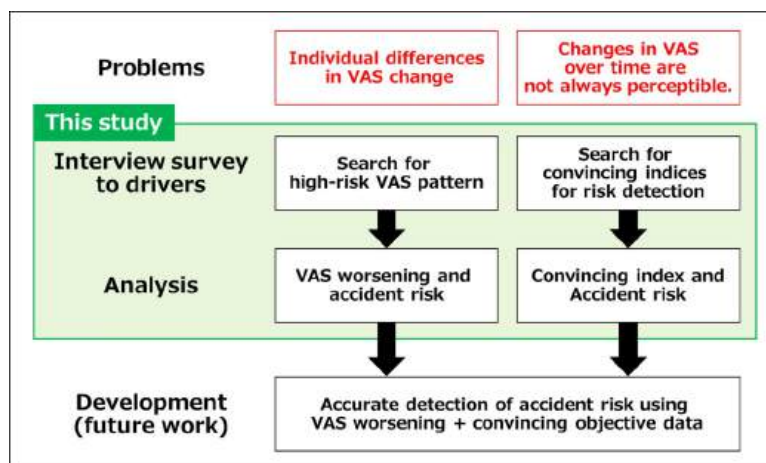 Problems
Individual differences
in VAS change
Changes in VAS
over time are
not always perceptible.
This study
Interview survey
to drivers
Search for
high-risk VAS pattern
Search for
convincing indices
for risk detection
Analysis
VAS worsening and
accident risk
Convincing index and
Accident risk
Development
(future work)
Accurate detection of accident risk using
VAS worsening + convincing objective data